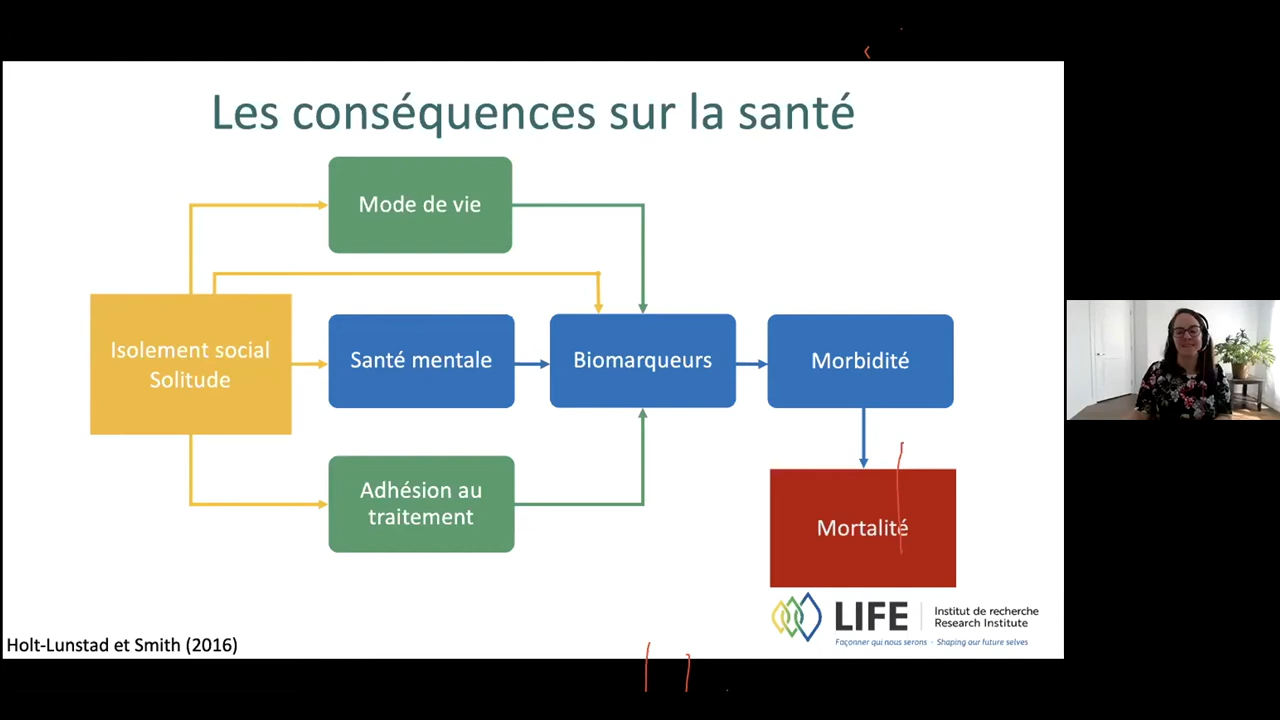 Les conséquences sur la santé
Mode de vie
Isolement social
Solitude
Santé mentale
Biomarqueurs
Morbidité
Adhésion au
traitement
Mortalité
LIFE
Institut de recherche
Research Institute
Façonner qui nous serons - Shaping our future selves
Holt-Lunstad et Smith (2016)